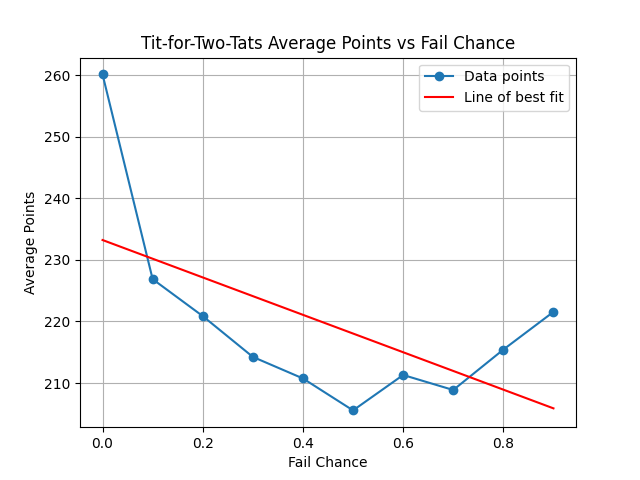 Tit-for-Two-Tats Average Points vs Fail Chance
Data points
Line of best fit
Average Points
260
250
240
230
220
210
0.0 0.2 0.4 0.6 0.8
Fail Chance